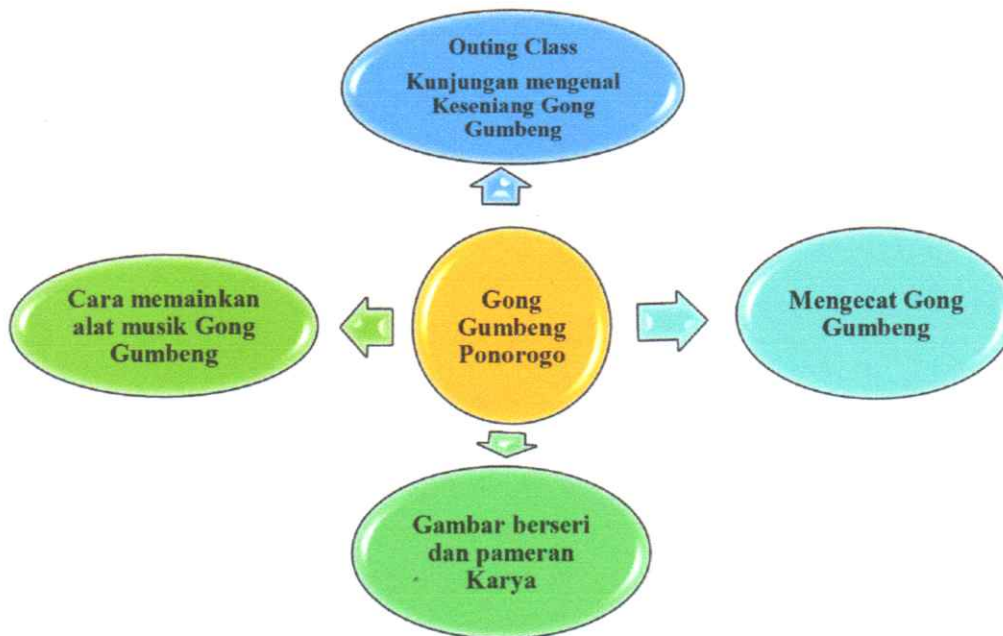 Outing Class
Kunjungan mengenal
Keseniang Gong
Gumbeng
Cara memainkan
alat musik Gong
Gumbeng
Gong
Gumbeng
Ponorogo
Mengecat Gong
Gumbeng
Gambar berseri
dan pameran
Karya